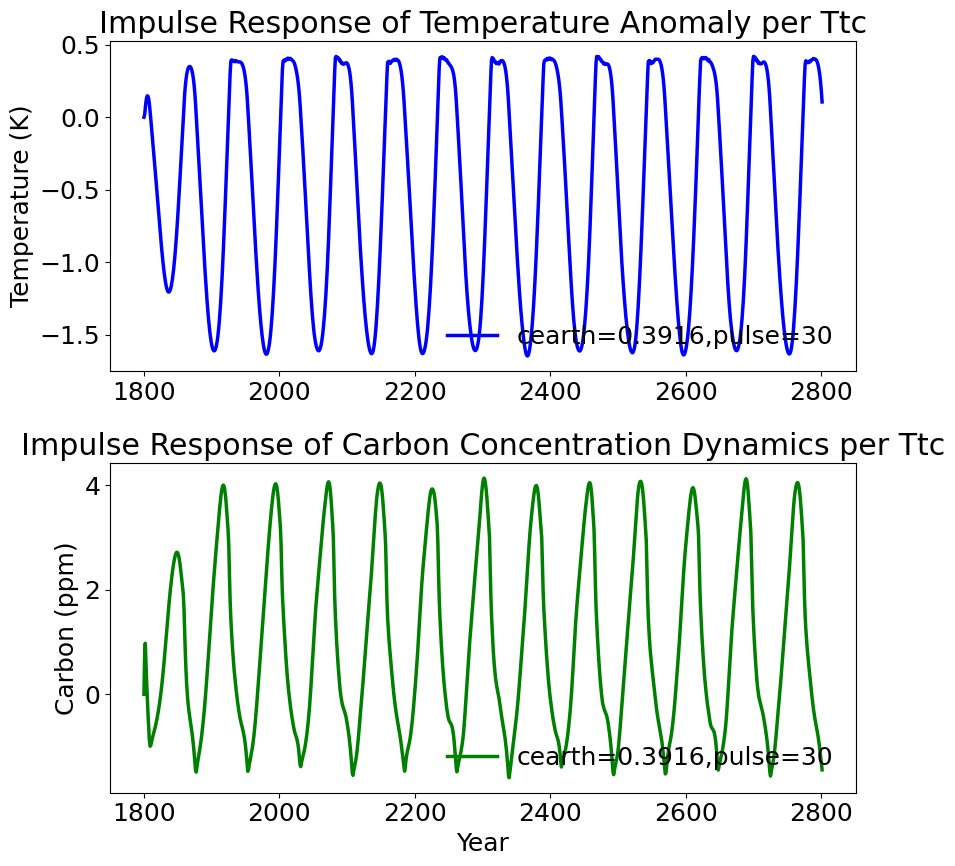 Impulse Response of Temperature Anomaly per Ttc
0.5
0.0
−0.5
−1.0
−1.5
Temperature (K)
cearth=0.3916,pulse=30
1800 2000 2200 2400 2600 2800
Impulse Response of Carbon Concentration Dynamics per Ttc
4
2
0
Carbon (ppm)
cearth=0.3916,pulse=30
1800 2000 2200 2400 2600 2800
Year